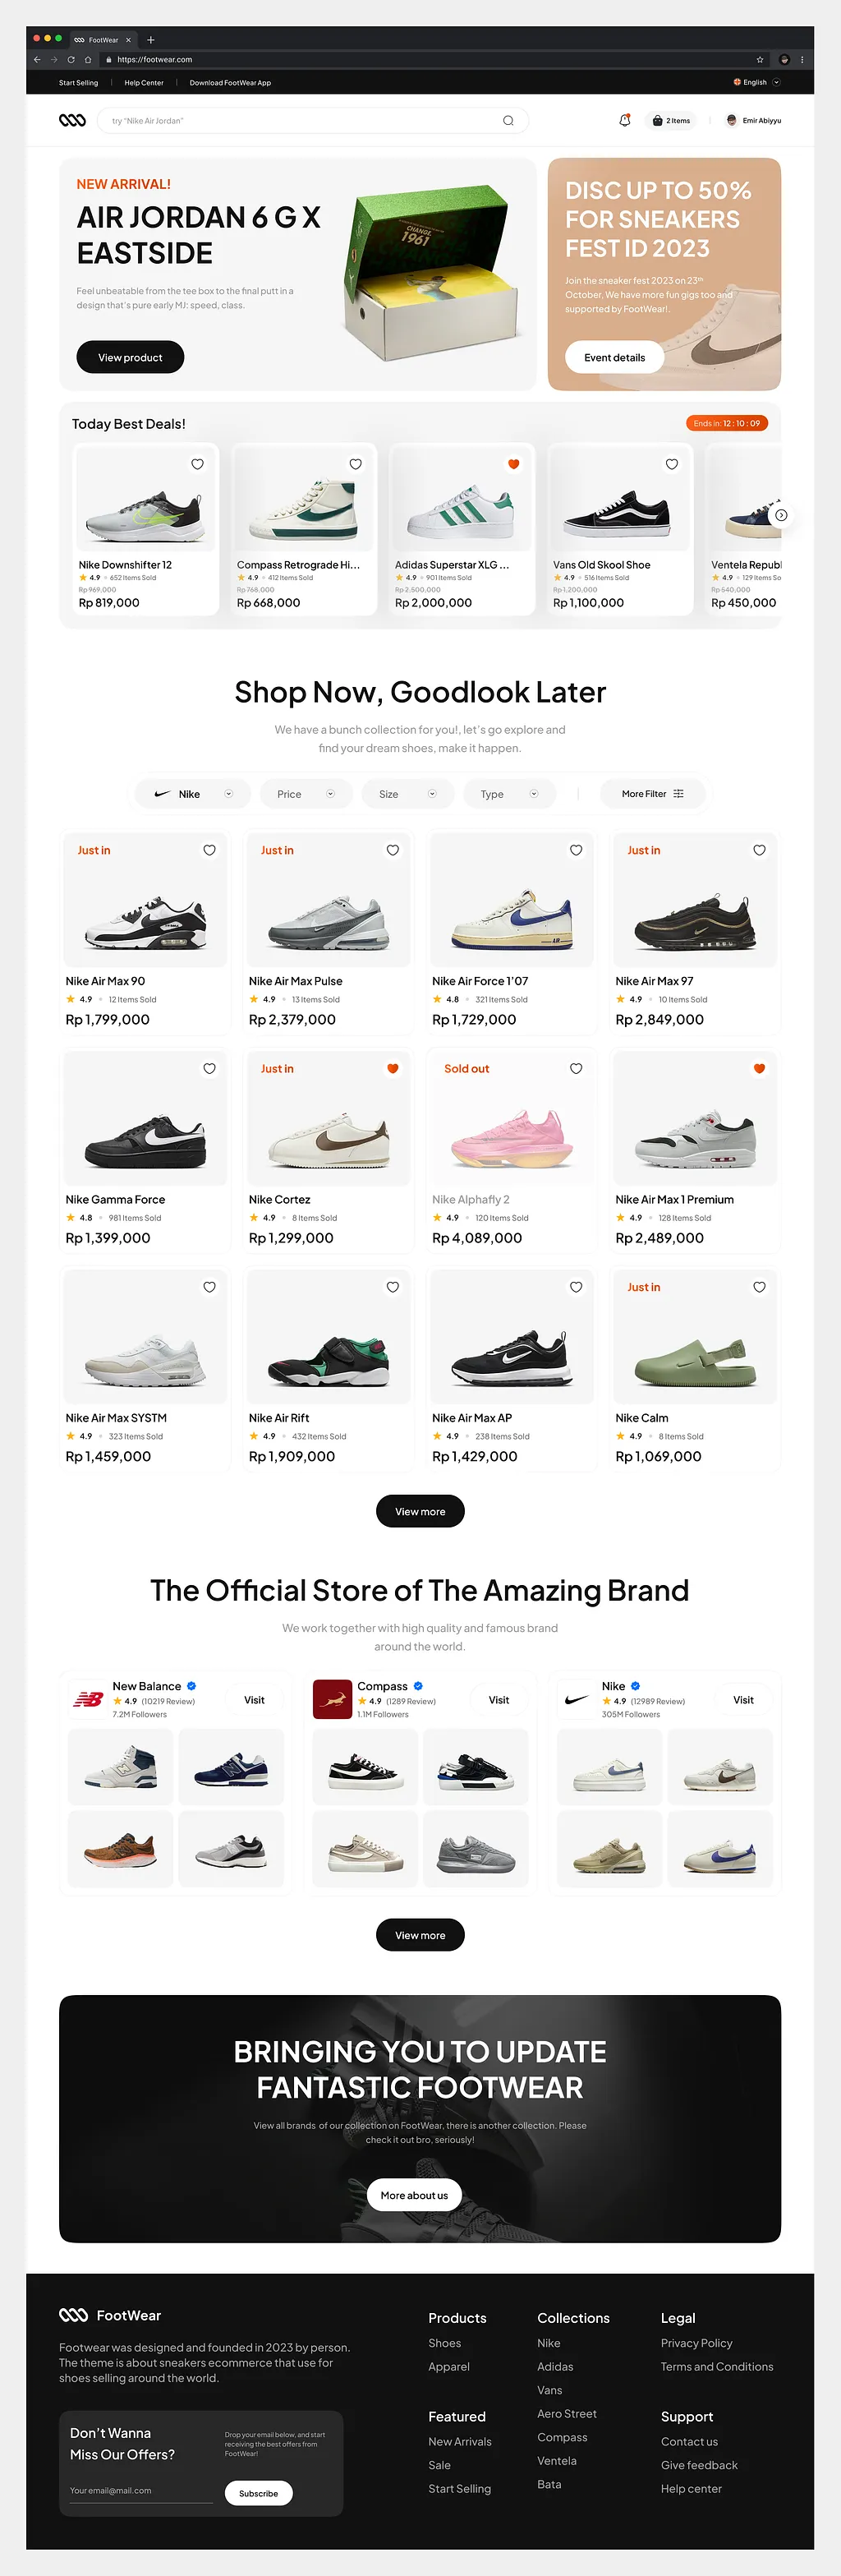 FootWear
https://footwear.com
Start Selling
Help Center
Download FootWear App
English
try “Nike Air Jordan”
2 Items
Emir Abiyyu
NEW ARRIVAL!
AIR JORDAN 6 G X
EASTSIDE
Feel unbeatable from the tee box to the final putt in a
design that’s pure early MJ: speed, class.
View product
CHANGE.
1961
DISC UP TO 50%
FOR SNEAKERS
FEST ID 2023
Join the sneaker fest 2023 on 23th
October, We have more fun gigs too and
supported by FootWear!.
Event details
Today Best Deals!
Ends in: 12 : 10 : 09
Nike Downshifter 12
4.9 652 Items Sold
Rp 969,000
Rp 819,000
Compass Retrograde Hi...
4.9 412 Items Sold
Rp 768,000
Rp 668,000
Adidas Superstar XLG ...
4.9 901 Items Sold
Rp 2,500,000
Rp 2,000,000
Vans Old Skool Shoe
4.9 516 Items Sold
Rp 1,200,000
Rp 1,100,000
Ventela Republ
4.9 129 Items So
Rp 540,000
Rp 450,000
Shop Now, Goodlook Later
We have a bunch collection for you!, let’s go explore and
find your dream shoes, make it happen.
Nike
Price
Size
Type
More Filter
Just in
Nike Air Max 90
4.9 12 Items Sold
Rp 1,799,000
Just in
Nike Air Max Pulse
4.9 13 Items Sold
Rp 2,379,000
Nike Air Force 1’07
4.8 321 Items Sold
Rp 1,729,000
Just in
Nike Air Max 97
4.9 10 Items Sold
Rp 2,849,000
Nike Gamma Force
4.8 981 Items Sold
Rp 1,399,000
Just in
Nike Cortez
4.9 8 Items Sold
Rp 1,299,000
Sold out
Nike Alphafly 2
4.9 120 Items Sold
Rp 4,089,000
Nike Air Max 1 Premium
4.9 128 Items Sold
Rp 2,489,000
Nike Air Max SYSTM
4.9 323 Items Sold
Rp 1,459,000
Nike Air Rift
4.9 432 Items Sold
Rp 1,909,000
Nike Air Max AP
4.9 238 Items Sold
Rp 1,429,000
Just in
Nike Calm
4.9 8 Items Sold
Rp 1,069,000
View more
The Official Store of The Amazing Brand
We work together with high quality and famous brand
around the world.
New Balance
4.9 (10219 Review)
7.2M Followers
Visit
Compass
4.9 (1289 Review)
1.1M Followers
Visit
Nike
4.9 (12989 Review)
305M Followers
Visit
View more
BRINGING YOU TO UPDATE
FANTASTIC FOOTWEAR
View all brands of our collection on FootWear, there is another collection. Please
check it out bro, seriously!
More about us
FootWear
Footwear was designed and founded in 2023 by person.
The theme is about sneakers ecommerce that use for
shoes selling around the world.
Don’t Wanna
Miss Our Offers?
Drop your email below, and start
receiving the best offers from
FootWear!
Your email@mail.com
Subscribe
Products
Shoes
Apparel
Featured
New Arrivals
Sale
Start Selling
Collections
Nike
Adidas
Vans
Aero Street
Compass
Ventela
Bata
Legal
Privacy Policy
Terms and Conditions
Support
Contact us
Give feedback
Help center